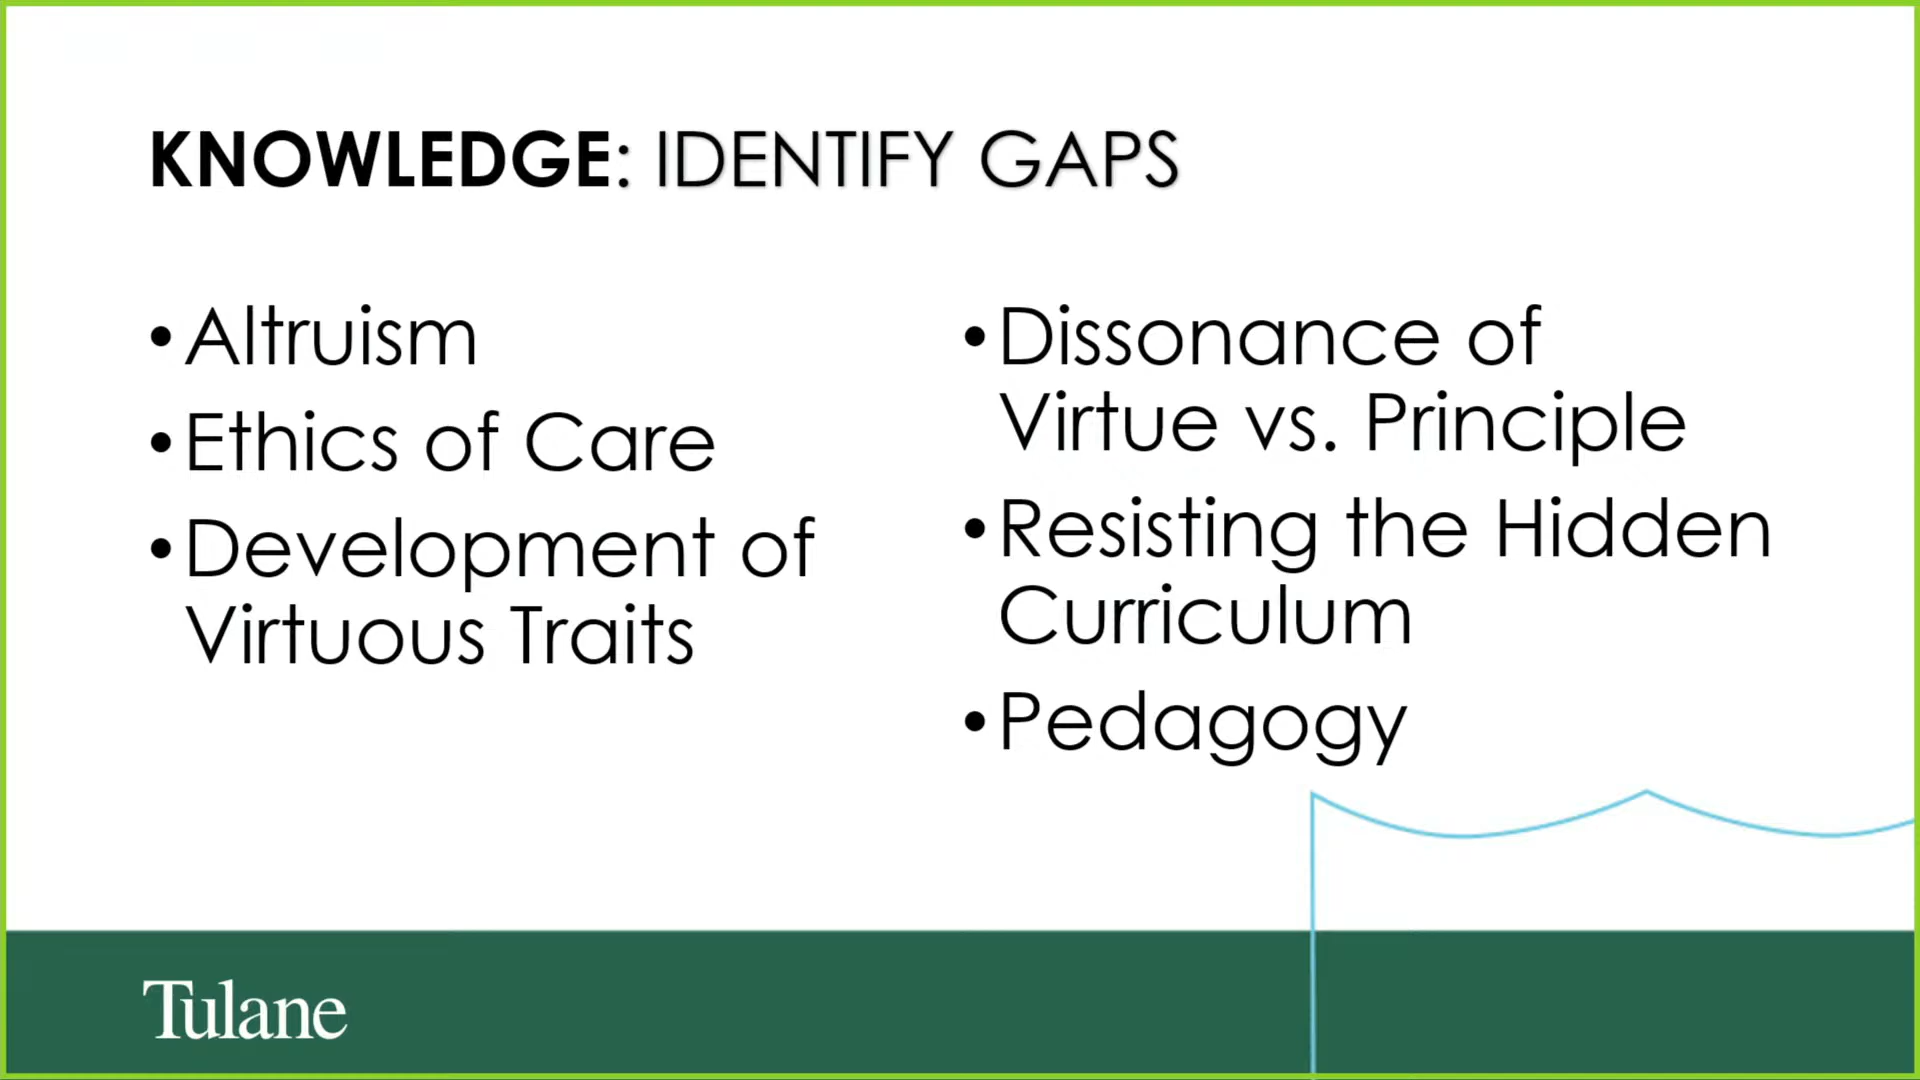 KNOWLEDGE: IDENTIFY GAPS
•Altruism
•Ethics of Care
•Development of
Virtuous Traits
•Dissonance of
Virtue vs. Principle
•Resisting the Hidden
Curriculum
•Pedagogy
Tulane